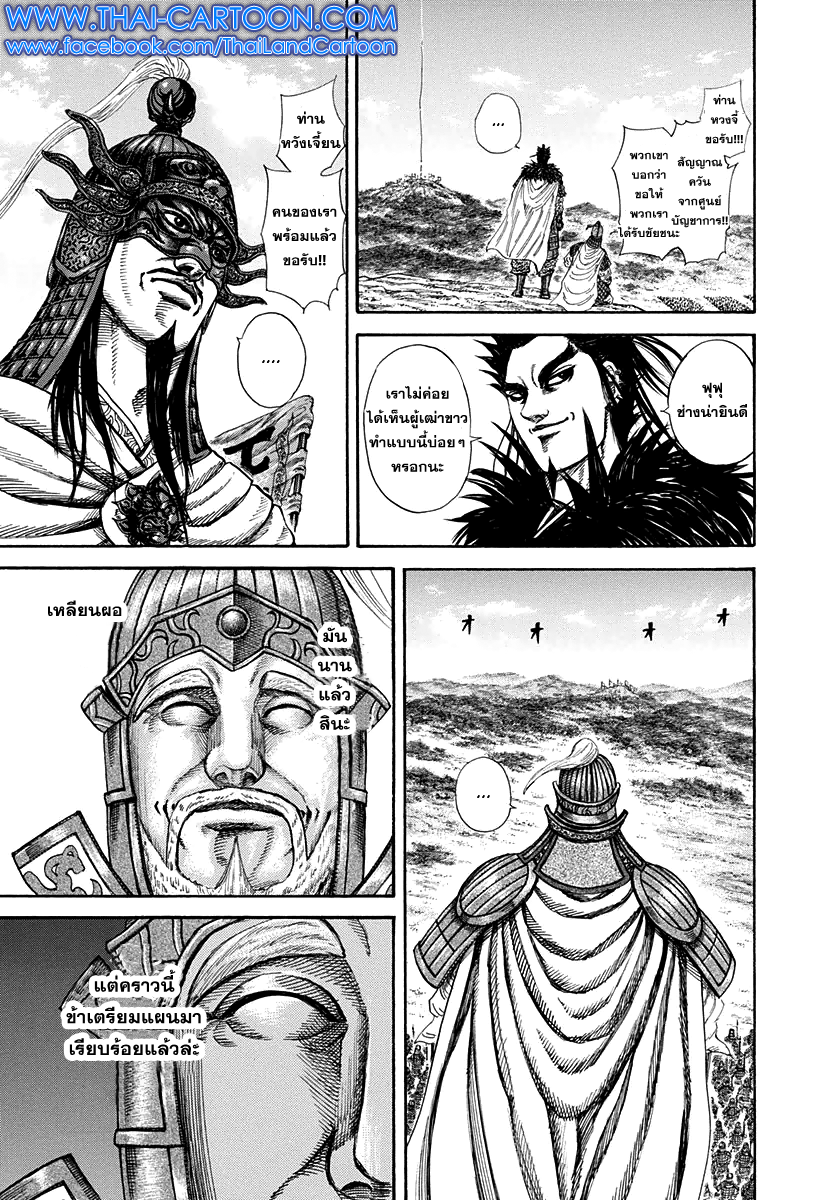 WWW.THAI-CARTOON.COM
www.facebook.com/ThaiLandCartoon
ท่าน
หวงจี้
ขอรับ!!!
สัญญาณ
ควัน
จากศูนย์
บัญชาการ!!
พวกเขา
บอกว่า
ขอให้
พวกเรา
ได้รับชัยชนะ
...
ฟุฟุ
ช่างน่ายินดี
เราไม่ค่อย
ได้เห็นผู้เฒ่าขาว
ทำแบบนี้บ่อยๆ
หรอกนะ
ท่าน
หวังเจี้ยน
คนของเรา
พร้อมแล้ว
ขอรับ!!
....
オ オ オ オ
...
เหลียนผอ
มัน
นาน
แล้ว
สินะ
แต่คราวนี้
ข้าเตรียมแผนมา
เรียบร้อยแล้วล่ะ